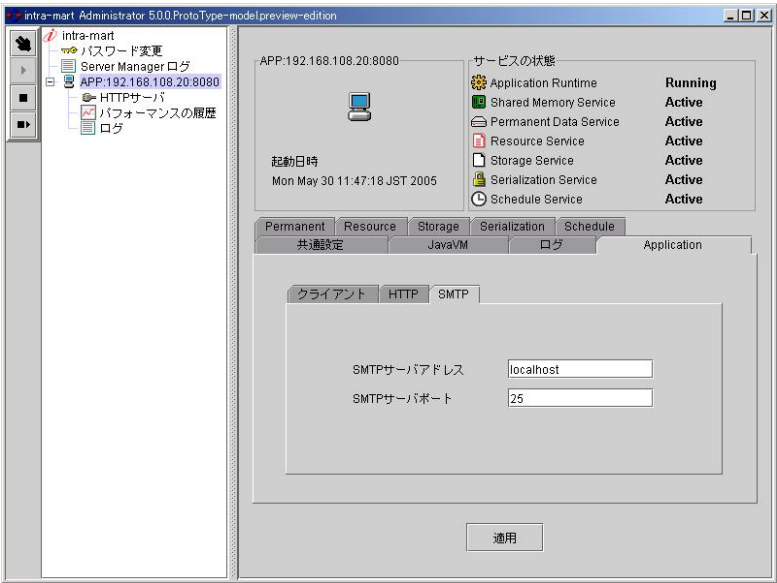 intra-mart Administrator 5.0.0.ProtoType-model.preview-edition
intra-mart
パスワード変更
Server Manager ログ
APP:192.168.108.20:8080
HTTPサーバ
パフォーマンスの履歴
ログ
APP:192.168.108.20:8080
起動日時
Mon May 30 11:47:18 JST 2005
サービスの状態
Application Runtime Running
Shared Memory Service Active
Permanent Data Service Active
Resource Service Active
Storage Service Active
Serialization Service Active
Schedule Service Active
Permanent Resource Storage Serialization Schedule
共通設定 JavaVM ログ Application
クライアント HTTP SMTP
SMTPサーバアドレス localhost
SMTPサーバポート 25
適用